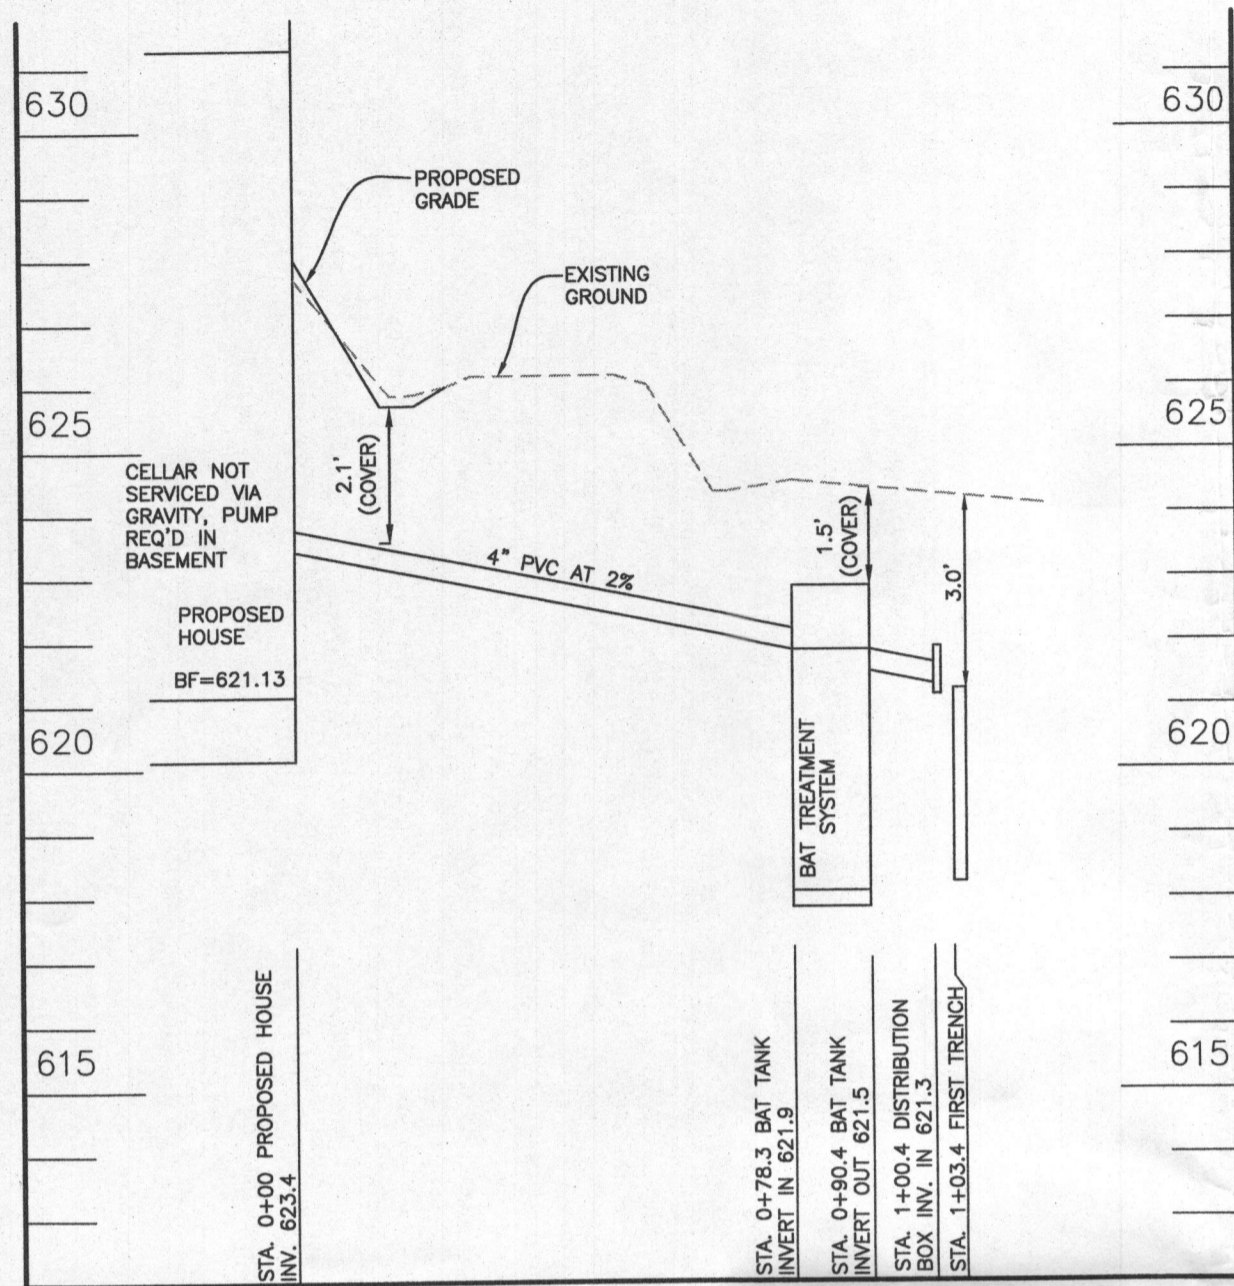 630
630
PROPOSED
GRADE
EXISTING
GROUND
625
625
2.1'
(COVER)
CELLAR NOT
SERVICED VIA
GRAVITY, PUMP
REQ'D IN
BASEMENT
4" PVC AT 2%
1.5'
(COVER)
3.0'
PROPOSED
HOUSE
BF=621.13
620
620
BAT TREATMENT
SYSTEM
615
615
STA. 0+00 PROPOSED HOUSE
INV. 623.4
STA. 0+78.3 BAT TANK
INVERT IN 621.9
STA. 0+90.4 BAT TANK
INVERT OUT 621.5
STA. 1+00.4 DISTRIBUTION
BOX INV. IN 621.3
STA. 1+03.4 FIRST TRENCH